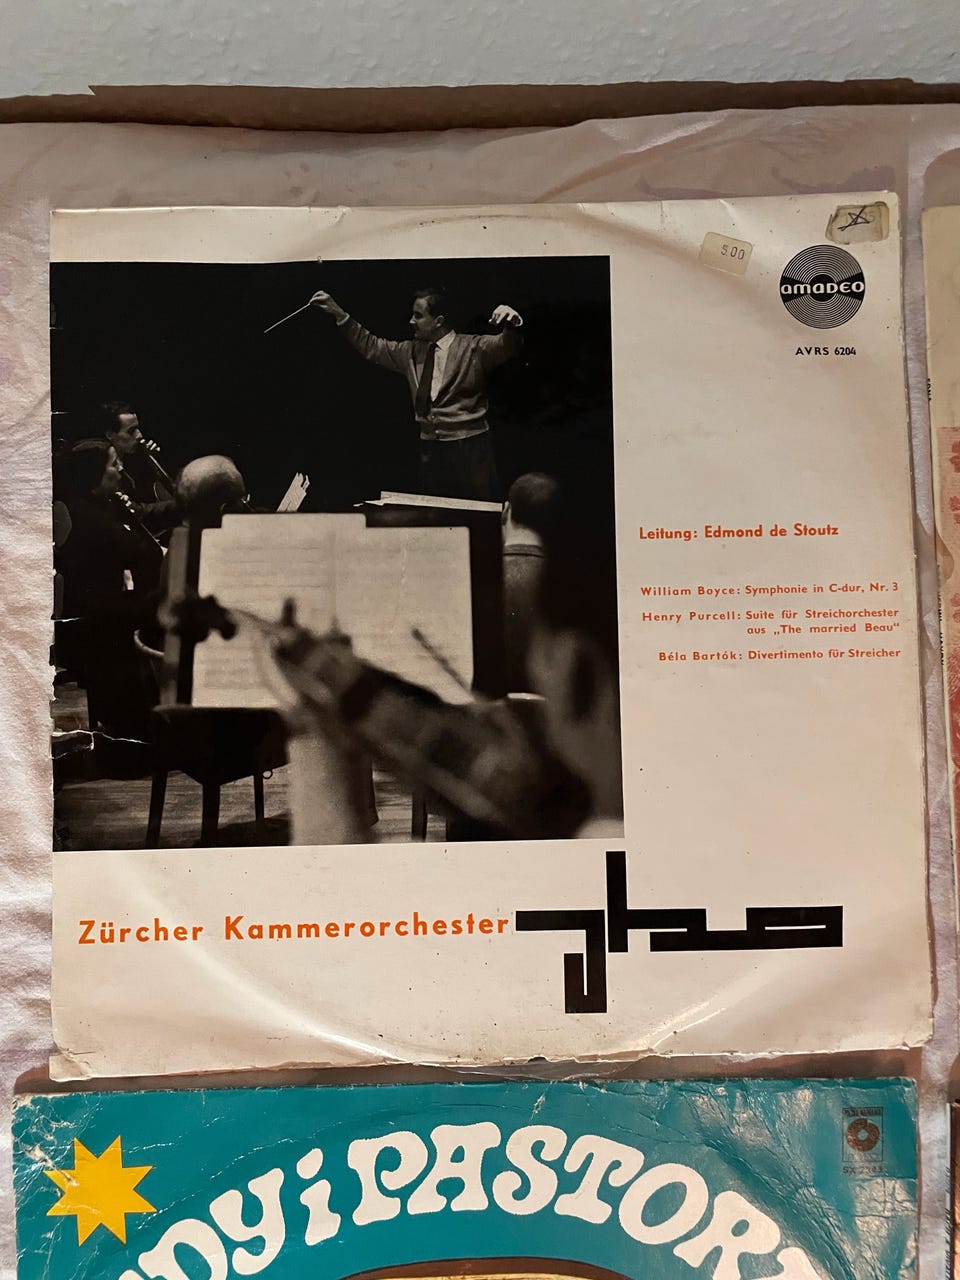 5.00
amadeo
AVRS 6204
Leitung: Edmond de Stoutz
William Boyce: Symphonie in C-dur, Nr. 3
Henry Purcell: Suite für Streichorchester
aus „The married Beau“
Béla Bartók: Divertimento für Streicher
Zürcher Kammerorchester
i PASTOR